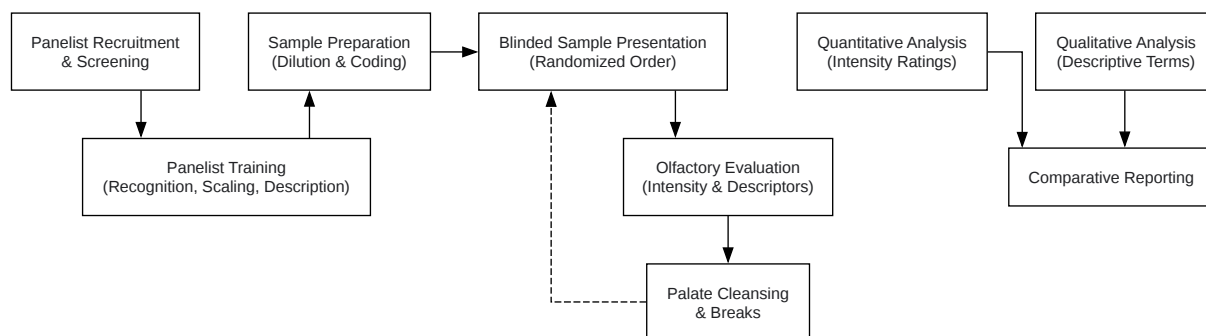 Panelist Recruitment
& Screening
Sample Preparation
(Dilution & Coding)
Blinded Sample Presentation
(Randomized Order)
Quantitative Analysis
(Intensity Ratings)
Qualitative Analysis
(Descriptive Terms)
Panelist Training
(Recognition, Scaling, Description)
Olfactory Evaluation
(Intensity & Descriptors)
Comparative Reporting
Palate Cleansing
& Breaks